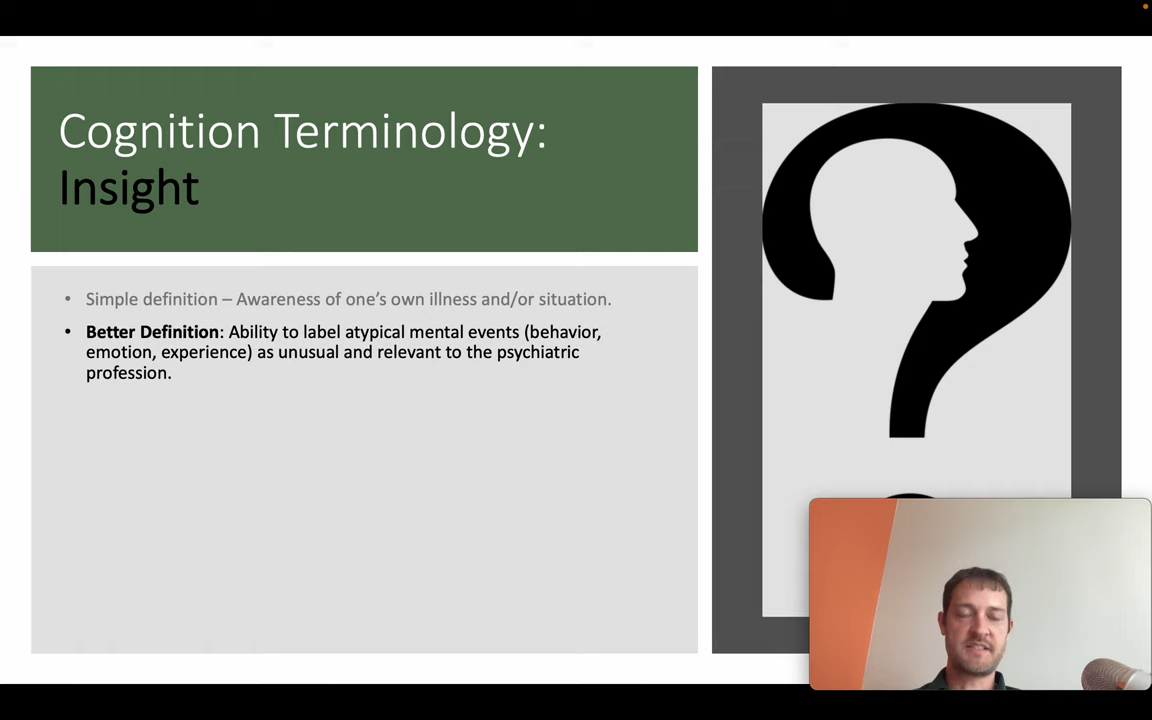 Cognition Terminology:
Insight
• Simple definition – Awareness of one’s own illness and/or situation.
• Better Definition: Ability to label atypical mental events (behavior,
emotion, experience) as unusual and relevant to the psychiatric
profession.